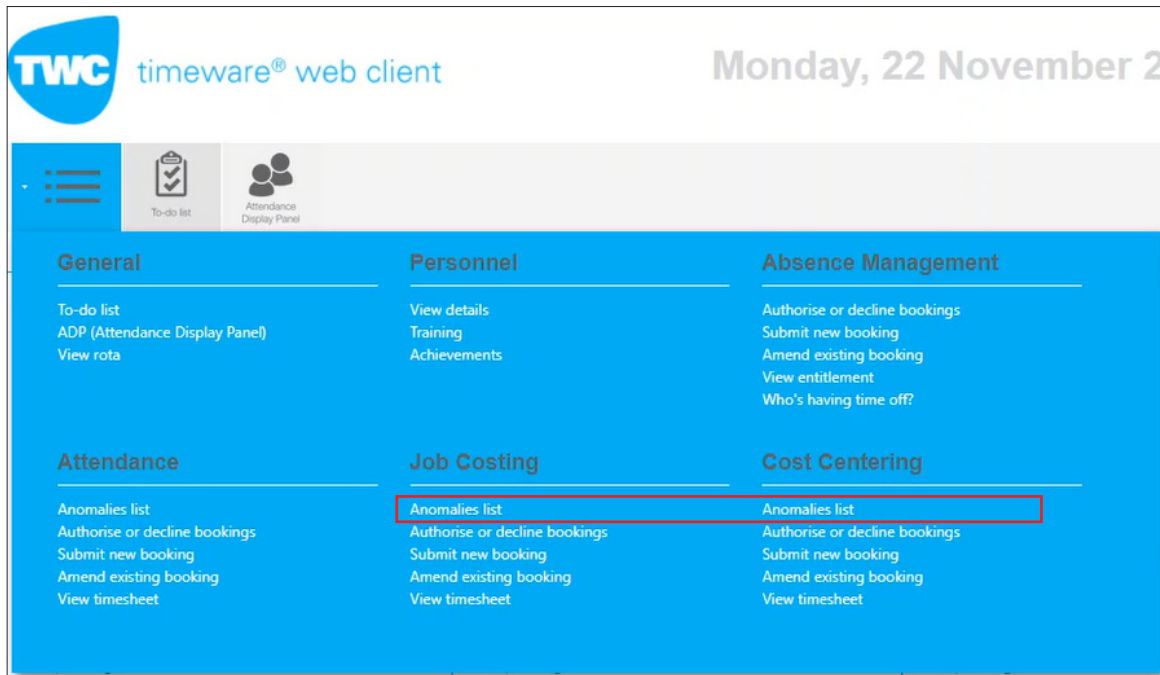 TWC timeware® web client
Monday, 22 November 2
To-do list
Attendance
Display Panel
General
To-do list
ADP (Attendance Display Panel)
View rota
Personnel
View details
Training
Achievements
Absence Management
Authorise or decline bookings
Submit new booking
Amend existing booking
View entitlement
Who's having time off?
Attendance
Anomalies list
Authorise or decline bookings
Submit new booking
Amend existing booking
View timesheet
Job Costing
Anomalies list
Authorise or decline bookings
Submit new booking
Amend existing booking
View timesheet
Cost Centering
Anomalies list
Authorise or decline bookings
Submit new booking
Amend existing booking
View timesheet